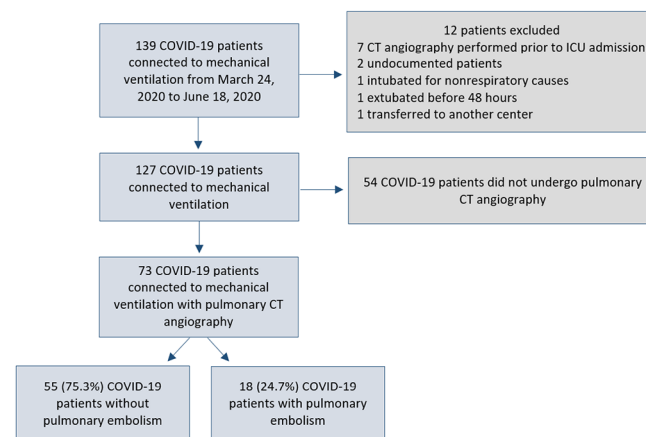 139 COVID-19 patients
connected to mechanical
ventilation from March 24,
2020 to June 18, 2020
12 patients excluded
7 CT angiography performed prior to ICU admission
2 undocumented patients
1 intubated for nonrespiratory causes
1 extubated before 48 hours
1 transferred to another center
127 COVID-19 patients
connected to mechanical
ventilation
54 COVID-19 patients did not undergo pulmonary
CT angiography
73 COVID-19 patients
connected to mechanical
ventilation with pulmonary CT
angiography
55 (75.3%) COVID-19
patients without
pulmonary embolism
18 (24.7%) COVID-19
patients with pulmonary
embolism